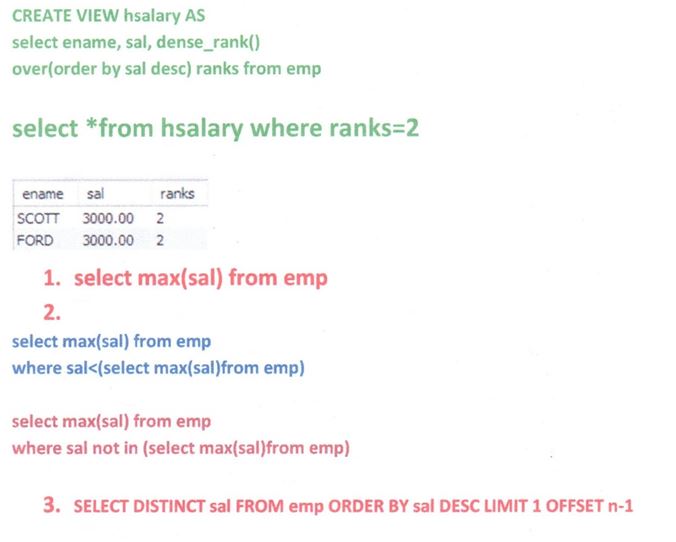 CREATE VIEW hsalary AS
select ename, sal, dense_rank()
over(order by sal desc) ranks from emp
select *from hsalary where ranks=2
ename sal ranks
SCOTT 3000.00 2
FORD 3000.00 2
1. select max(sal) from emp
2.
select max(sal) from emp
where sal<(select max(sal)from emp)
select max(sal) from emp
where sal not in (select max(sal)from emp)
3. SELECT DISTINCT sal FROM emp ORDER BY sal DESC LIMIT 1 OFFSET n-1